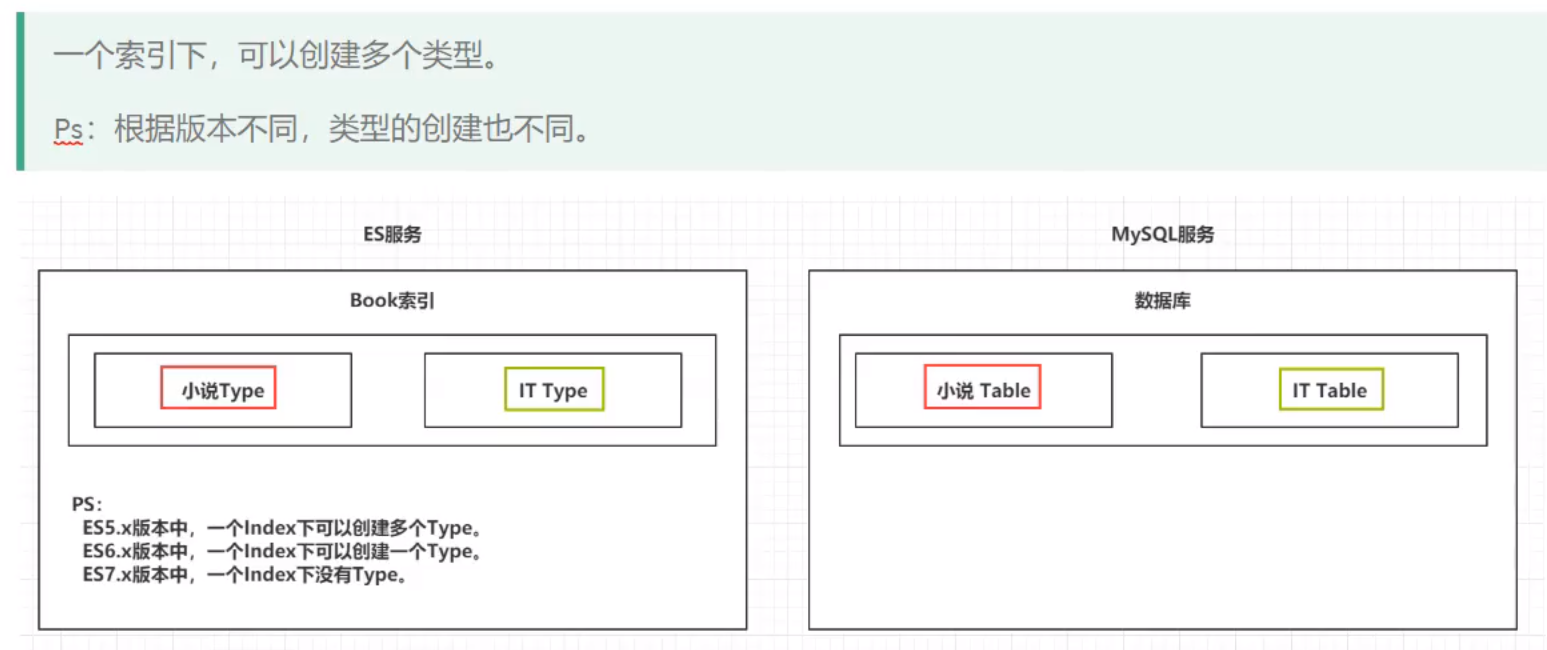 一个索引下，可以创建多个类型。
Ps：根据版本不同，类型的创建也不同。
ES服务
Book索引
小说Type
IT Type
PS：
ES5.x版本中，一个Index下可以创建多个Type。
ES6.x版本中，一个Index下可以创建一个Type。
ES7.x版本中，一个Index下没有Type。
MySQL服务
数据库
小说 Table
IT Table